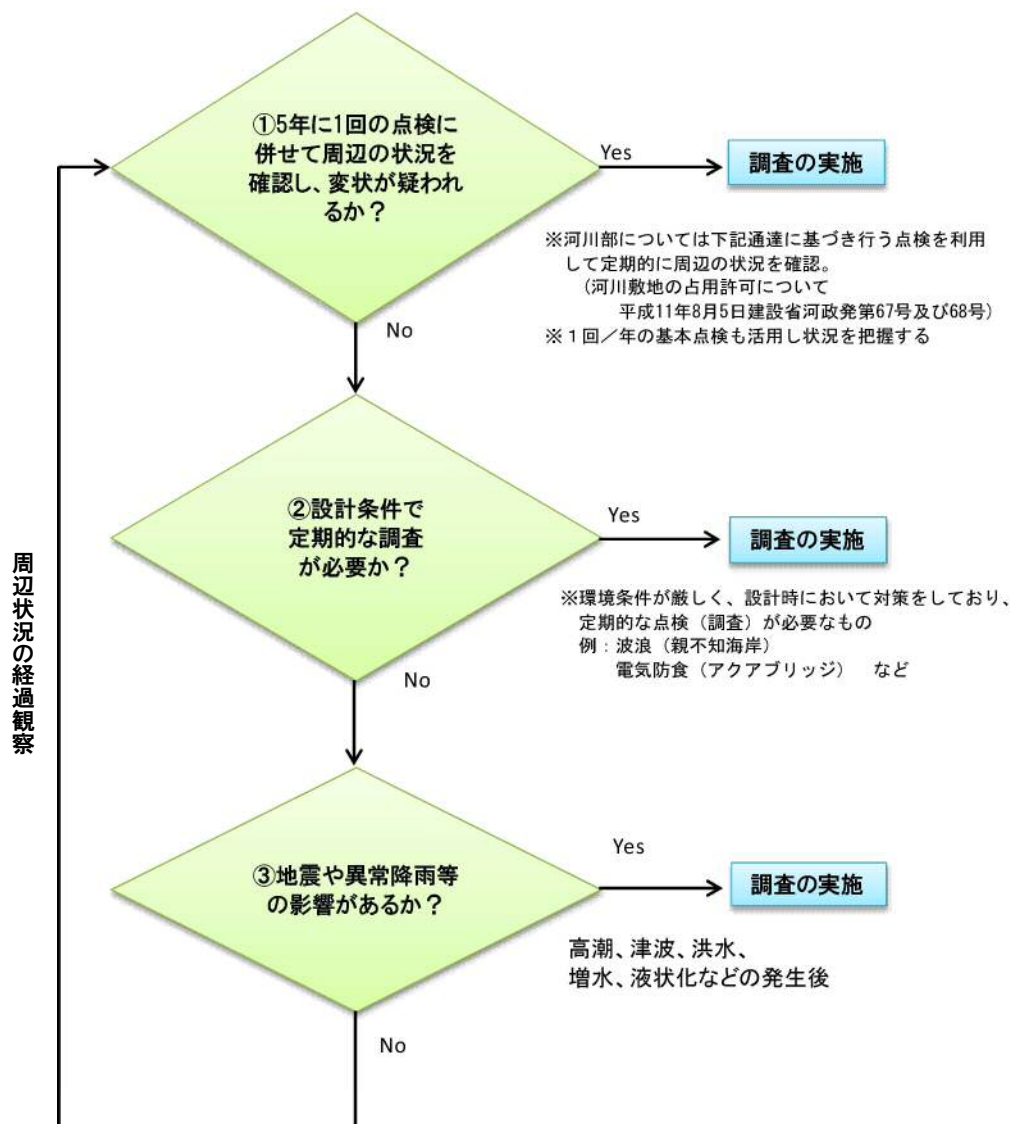 ①5年に1回の点検に
併せて周辺の状況を
確認し、変状が疑われ
るか？
Yes
調査の実施
※河川部については下記通達に基づき行う点検を利用
して定期的に周辺の状況を確認。
（河川敷地の占用許可について
平成11年8月5日建設省河政発第67号及び68号）
※１回／年の基本点検も活用し状況を把握する
No
②設計条件で
定期的な調査
が必要か？
Yes
調査の実施
※環境条件が厳しく、設計時において対策をしており、
定期的な点検（調査）が必要なもの
例：波浪（親不知海岸）
電気防食（アクアブリッジ）　など
No
周辺状況の経過観察
③地震や異常降雨等
の影響があるか？
Yes
調査の実施
高潮、津波、洪水、
増水、液状化などの発生後
No